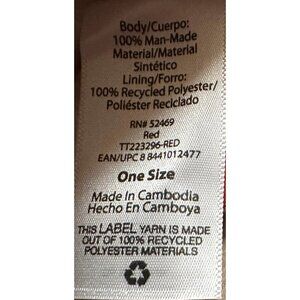 Body/Cuerpo:
100% Man-Made
Material/Material
Sintético
Lining/Forro:
100% Recycled Polyester/
Poliéster Reciclado
RN# 52469
Red
TT223296-RED
EAN/UPC 8 8441012477
One Size
Made In Cambodia
Hecho En Camboya
THIS LABEL YARN IS MADE
OUT OF 100% RECYCLED
POLYESTER MATERIALS